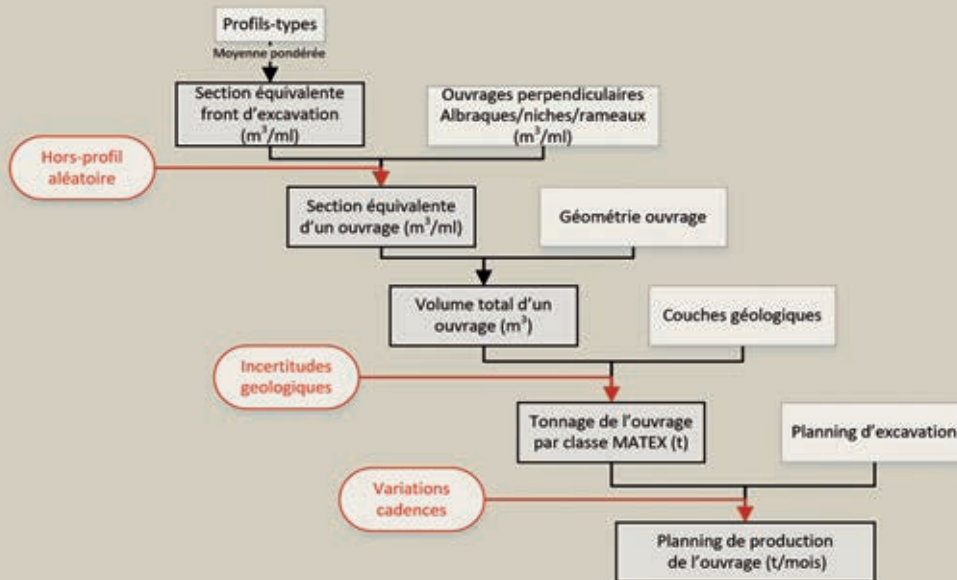 Profils-types
Moyenne pondérée
Section équivalente
front d'excavation
(m³/ml)
Ouvrages perpendiculaires
Albraques/niches/rameaux
(m³/ml)
Hors-profil
aléatoire
Section équivalente
d'un ouvrage (m³/ml)
Géométrie ouvrage
Volume total d'un
ouvrage (m³)
Couches géologiques
Incertitudes
geologiques
Tonnage de l'ouvrage
par classe MATEX (t)
Planning d'excavation
Variations
cadences
Planning de production
de l'ouvrage (t/mois)